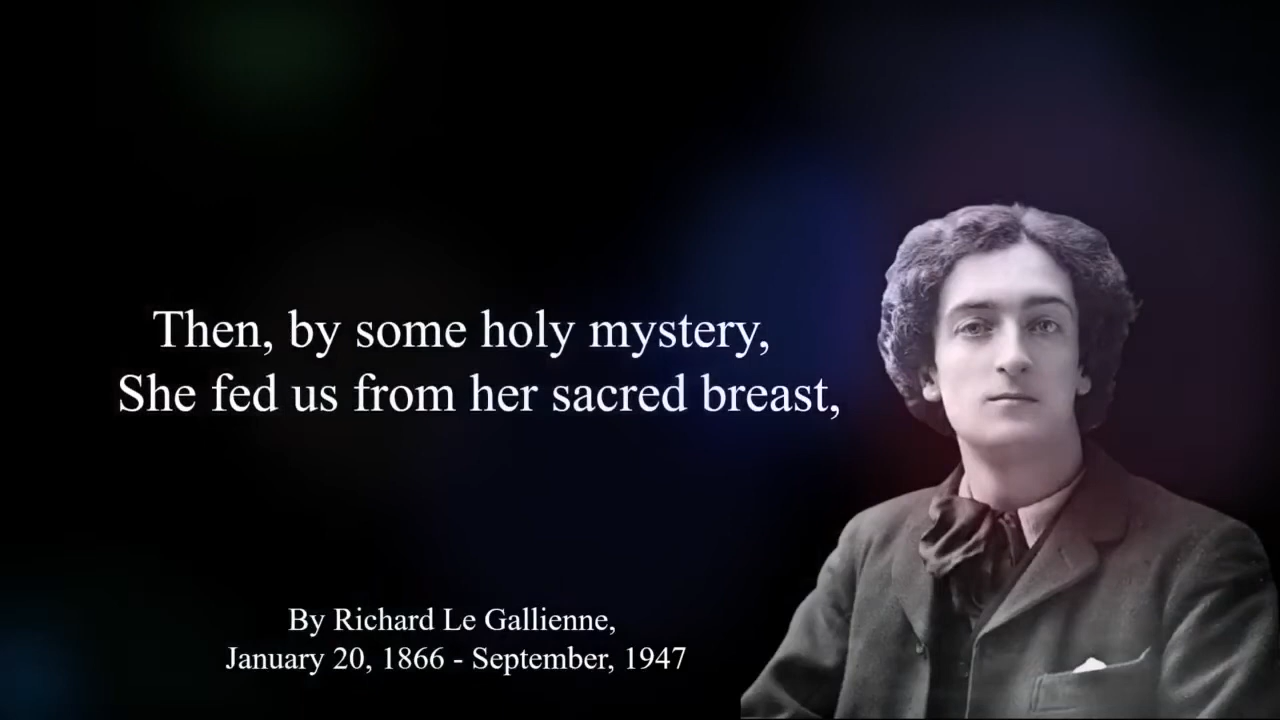 Then, by some holy mystery,
She fed us from her sacred breast,
By Richard Le Gallienne,
January 20, 1866 - September, 1947